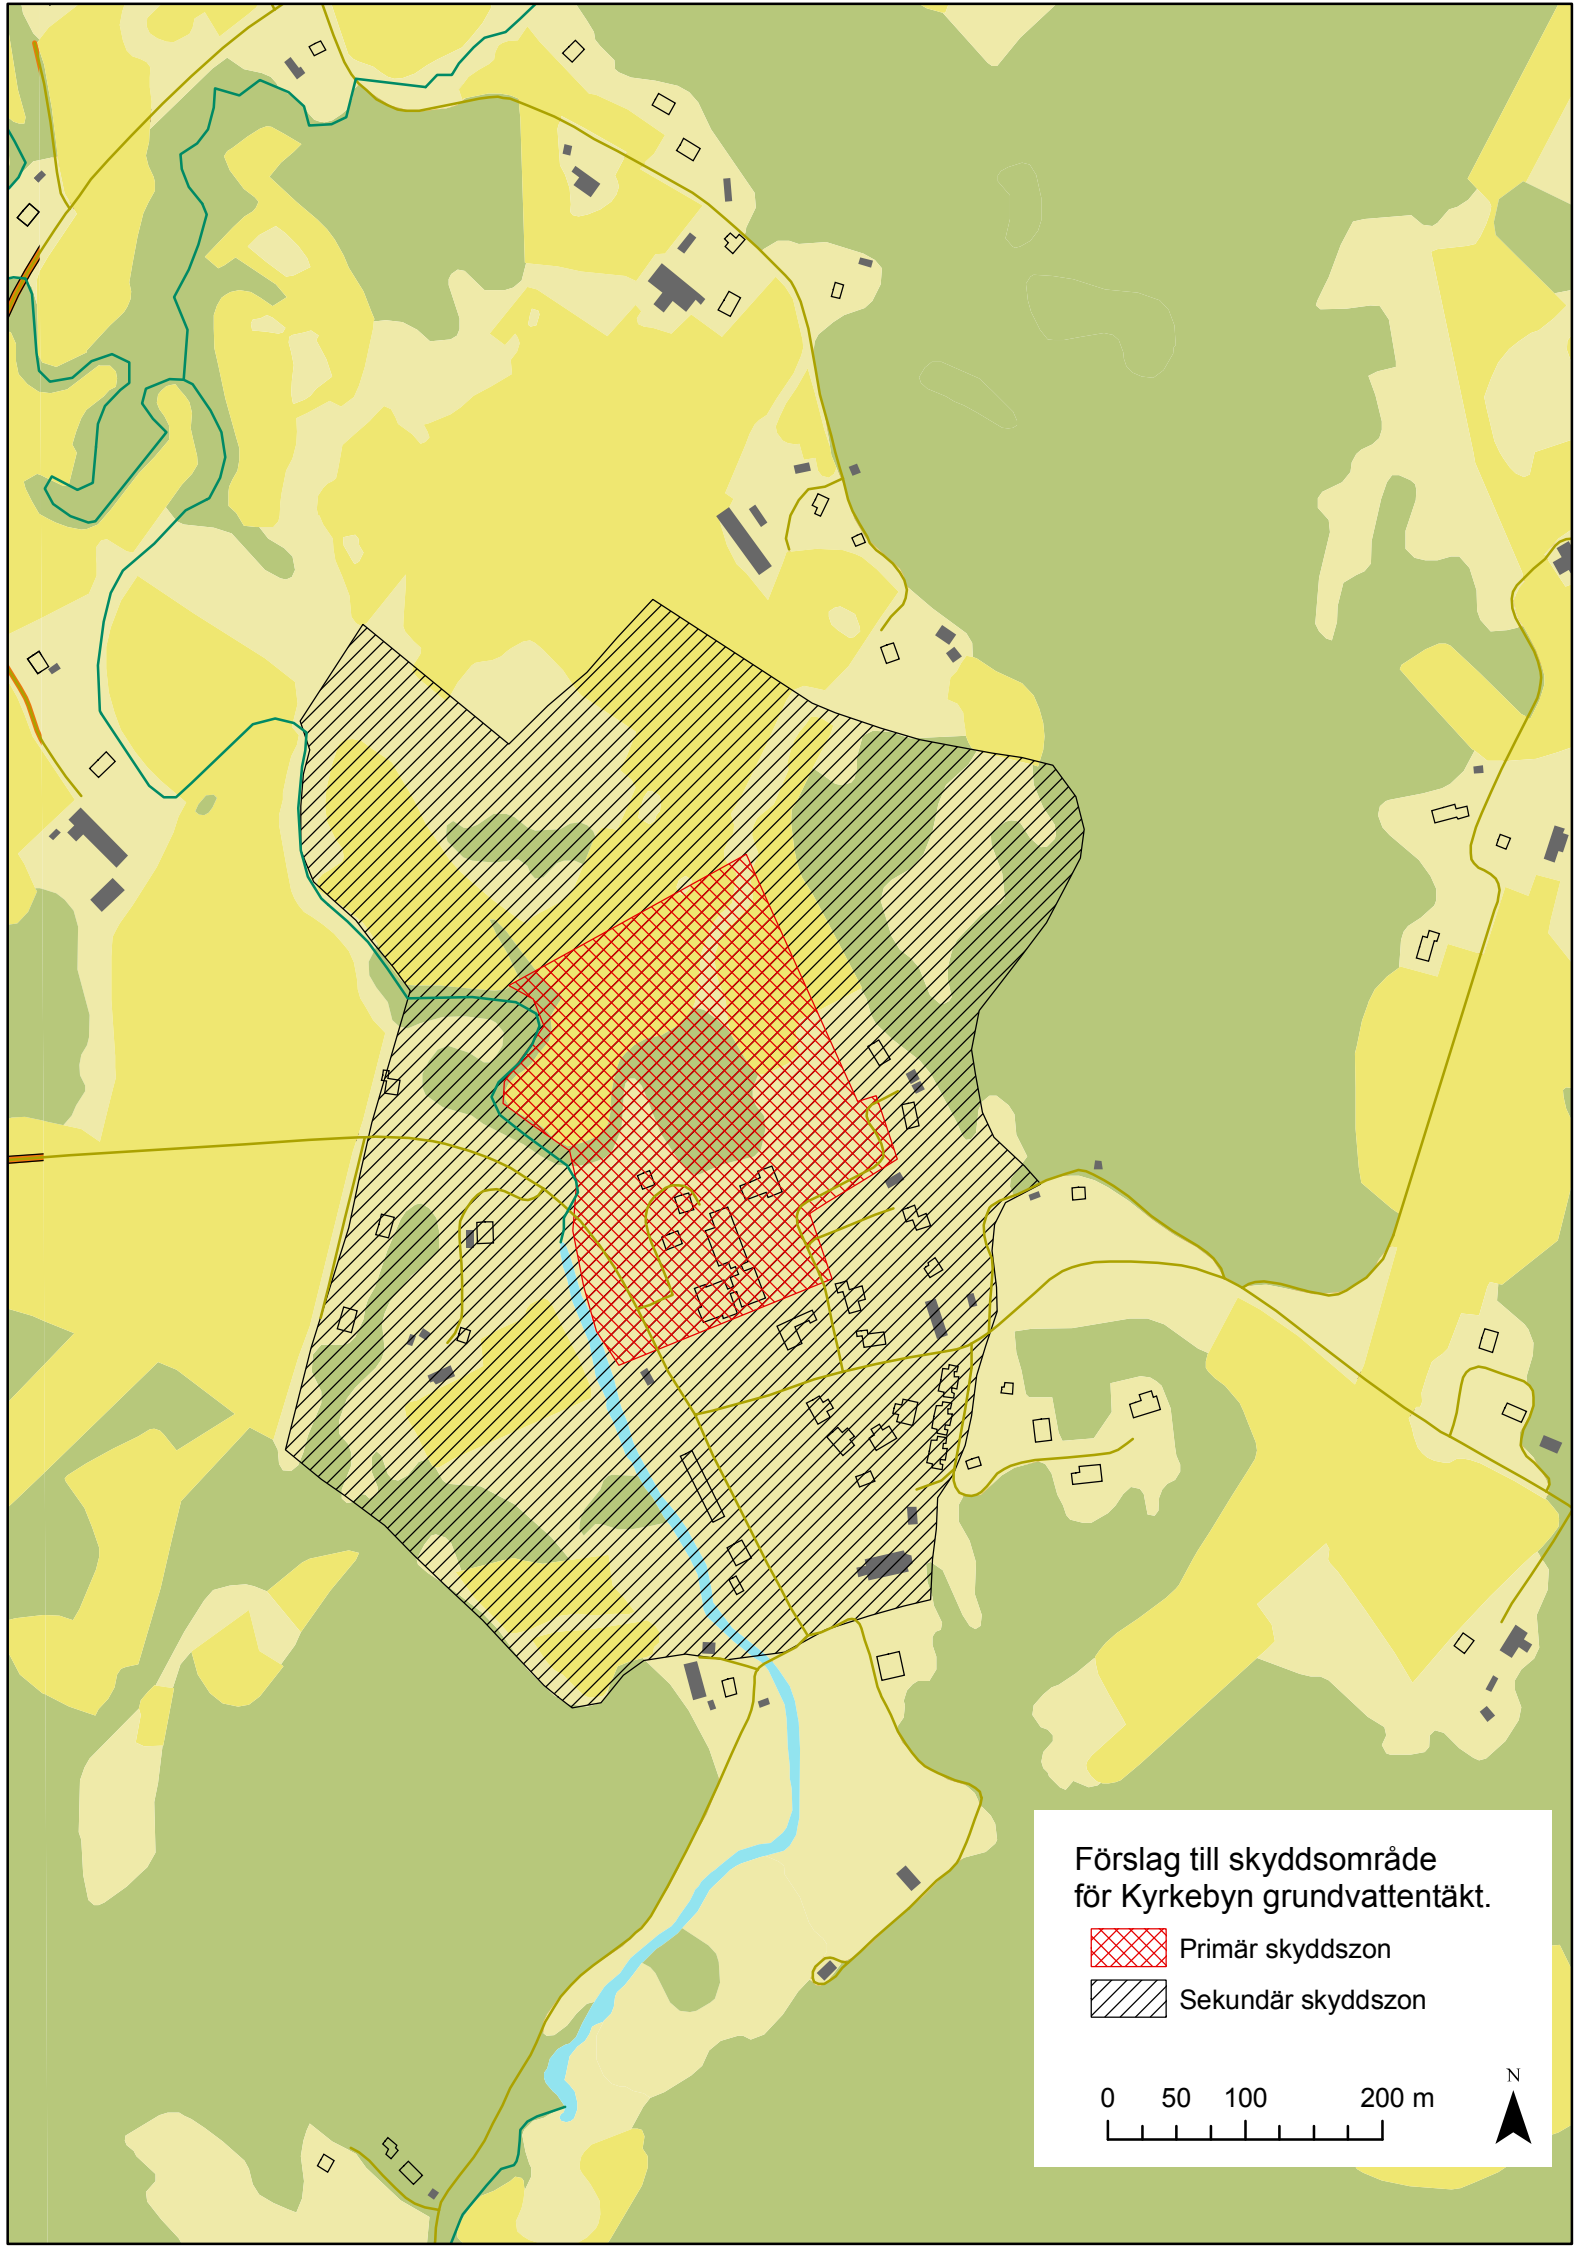 Förslag till skyddsområde
för Kyrkebyn grundvattentäkt.
Primär skyddszon
Sekundär skyddszon
N
0 50 100 200 m